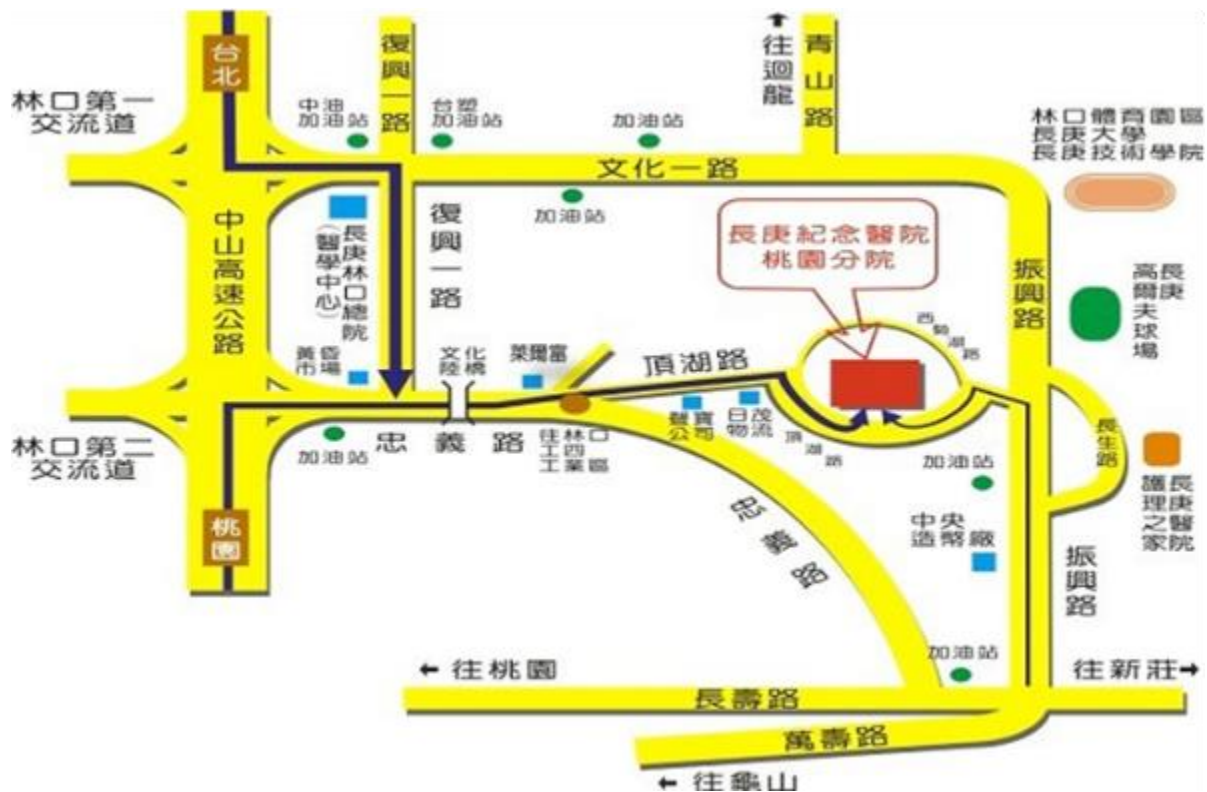 台北
復興一路
往迴龍
青山路
林口第一
交流道
中油
加油站
台塑
加油站
加油站
林口體育園區
長庚大學
長庚技術學院
文化一路
加油站
長庚紀念醫院
桃園分院
中山高速公路
長庚林口總院
(醫學中心)
復興一路
振興路
長庚
高爾夫球場
西勢湖路
黃昏
市場
文化
陸橋
萊爾富
頂湖路
聲寶
公司
日茂
物流
頂湖路
長生路
林口第二
交流道
加油站
忠義路
往林口
工四
工業區
加油站
長庚醫院
護理之家
桃園
忠義路
中央
造幣廠
振興路
加油站
←往桃園
往新莊→
長壽路
萬壽路
←往龜山